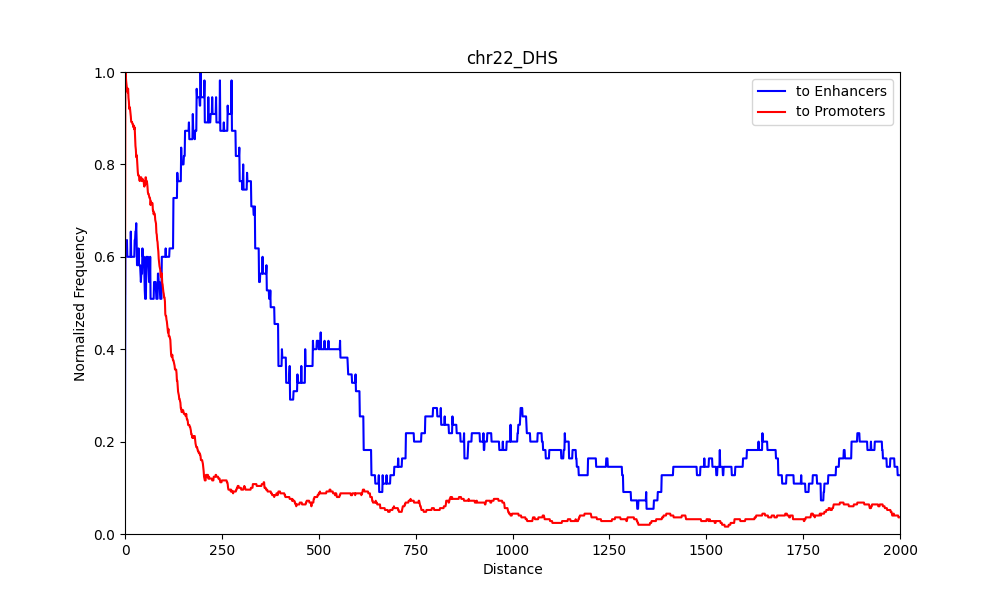 chr22_DHS
to Enhancers
to Promoters
Normalized Frequency
1.0
0.8
0.6
0.4
0.2
0.0
0 250 500 750 1000 1250 1500 1750 2000
Distance